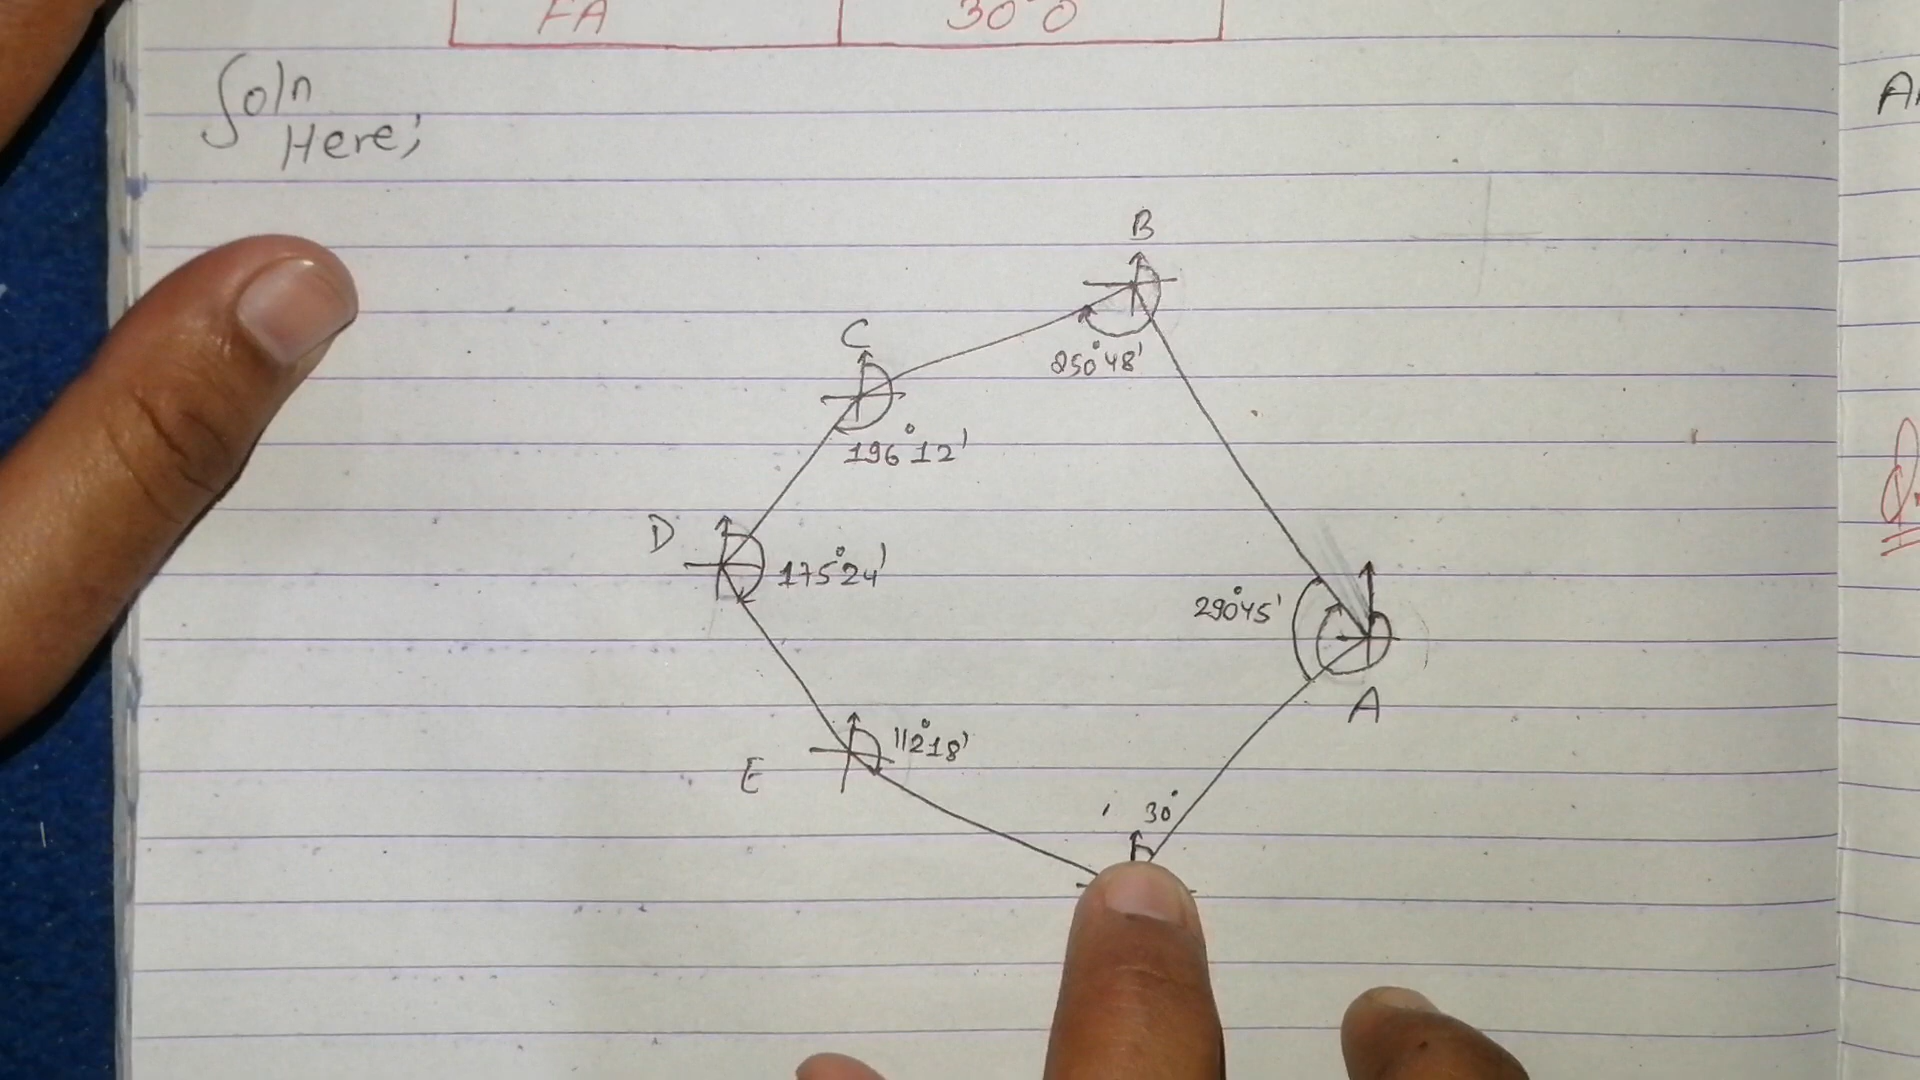 FA 30°0
Soln
Here;
B
250°48'
C
196°12'
D
175°24'
290°45'
A
E
112°18'
30°